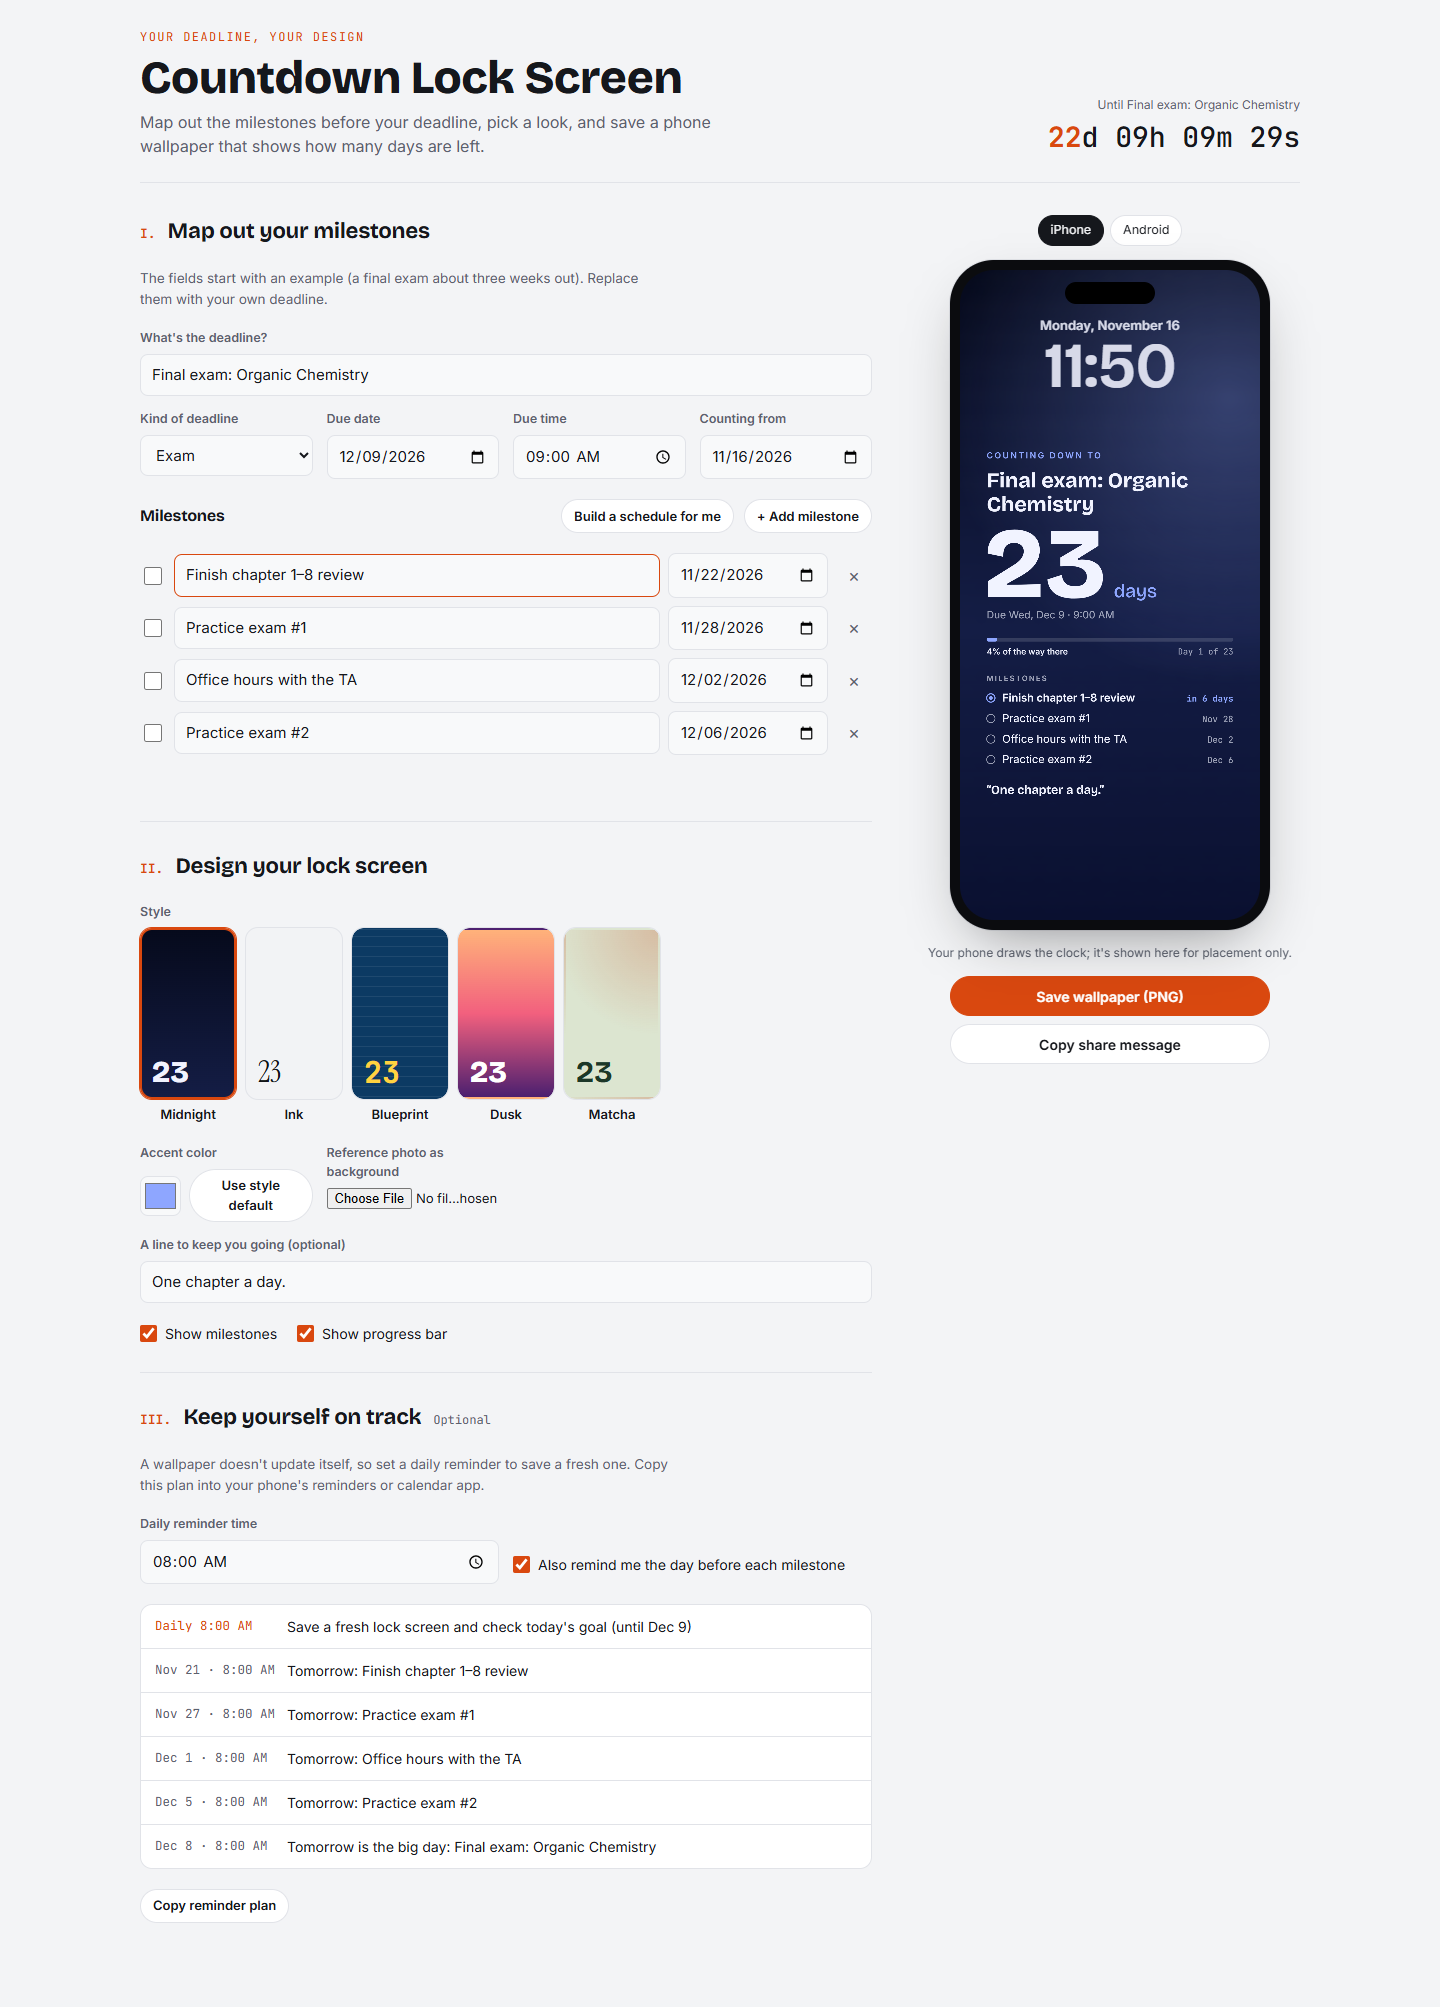 YOUR DEADLINE, YOUR DESIGN
Countdown Lock Screen
Map out the milestones before your deadline, pick a look, and save a phone
wallpaper that shows how many days are left.
Until Final exam: Organic Chemistry
22d 09h 09m 29s
I. Map out your milestones
The fields start with an example (a final exam about three weeks out). Replace
them with your own deadline.
What's the deadline?
Final exam: Organic Chemistry
Kind of deadline Due date Due time Counting from
Exam 12/09/2026 09:00 AM 11/16/2026
Milestones Build a schedule for me + Add milestone
Finish chapter 1–8 review 11/22/2026 ×
Practice exam #1 11/28/2026 ×
Office hours with the TA 12/02/2026 ×
Practice exam #2 12/06/2026 ×
II. Design your lock screen
Style
23 23 23 23 23
Midnight Ink Blueprint Dusk Matcha
Accent color
Use style
default
Reference photo as
background
Choose File No fil...hosen
A line to keep you going (optional)
One chapter a day.
Show milestones Show progress bar
III. Keep yourself on track Optional
A wallpaper doesn't update itself, so set a daily reminder to save a fresh one. Copy
this plan into your phone's reminders or calendar app.
Daily reminder time
08:00 AM Also remind me the day before each milestone
Daily 8:00 AM Save a fresh lock screen and check today's goal (until Dec 9)
Nov 21 · 8:00 AM Tomorrow: Finish chapter 1–8 review
Nov 27 · 8:00 AM Tomorrow: Practice exam #1
Dec 1 · 8:00 AM Tomorrow: Office hours with the TA
Dec 5 · 8:00 AM Tomorrow: Practice exam #2
Dec 8 · 8:00 AM Tomorrow is the big day: Final exam: Organic Chemistry
Copy reminder plan
iPhone Android
Monday, November 16
11:50
COUNTING DOWN TO
Final exam: Organic
Chemistry
23 days
Due Wed, Dec 9 · 9:00 AM
4% of the way there Day 1 of 23
MILESTONES
Finish chapter 1–8 review in 6 days
Practice exam #1 Nov 28
Office hours with the TA Dec 2
Practice exam #2 Dec 6
“One chapter a day.”
Your phone draws the clock; it's shown here for placement only.
Save wallpaper (PNG)
Copy share message